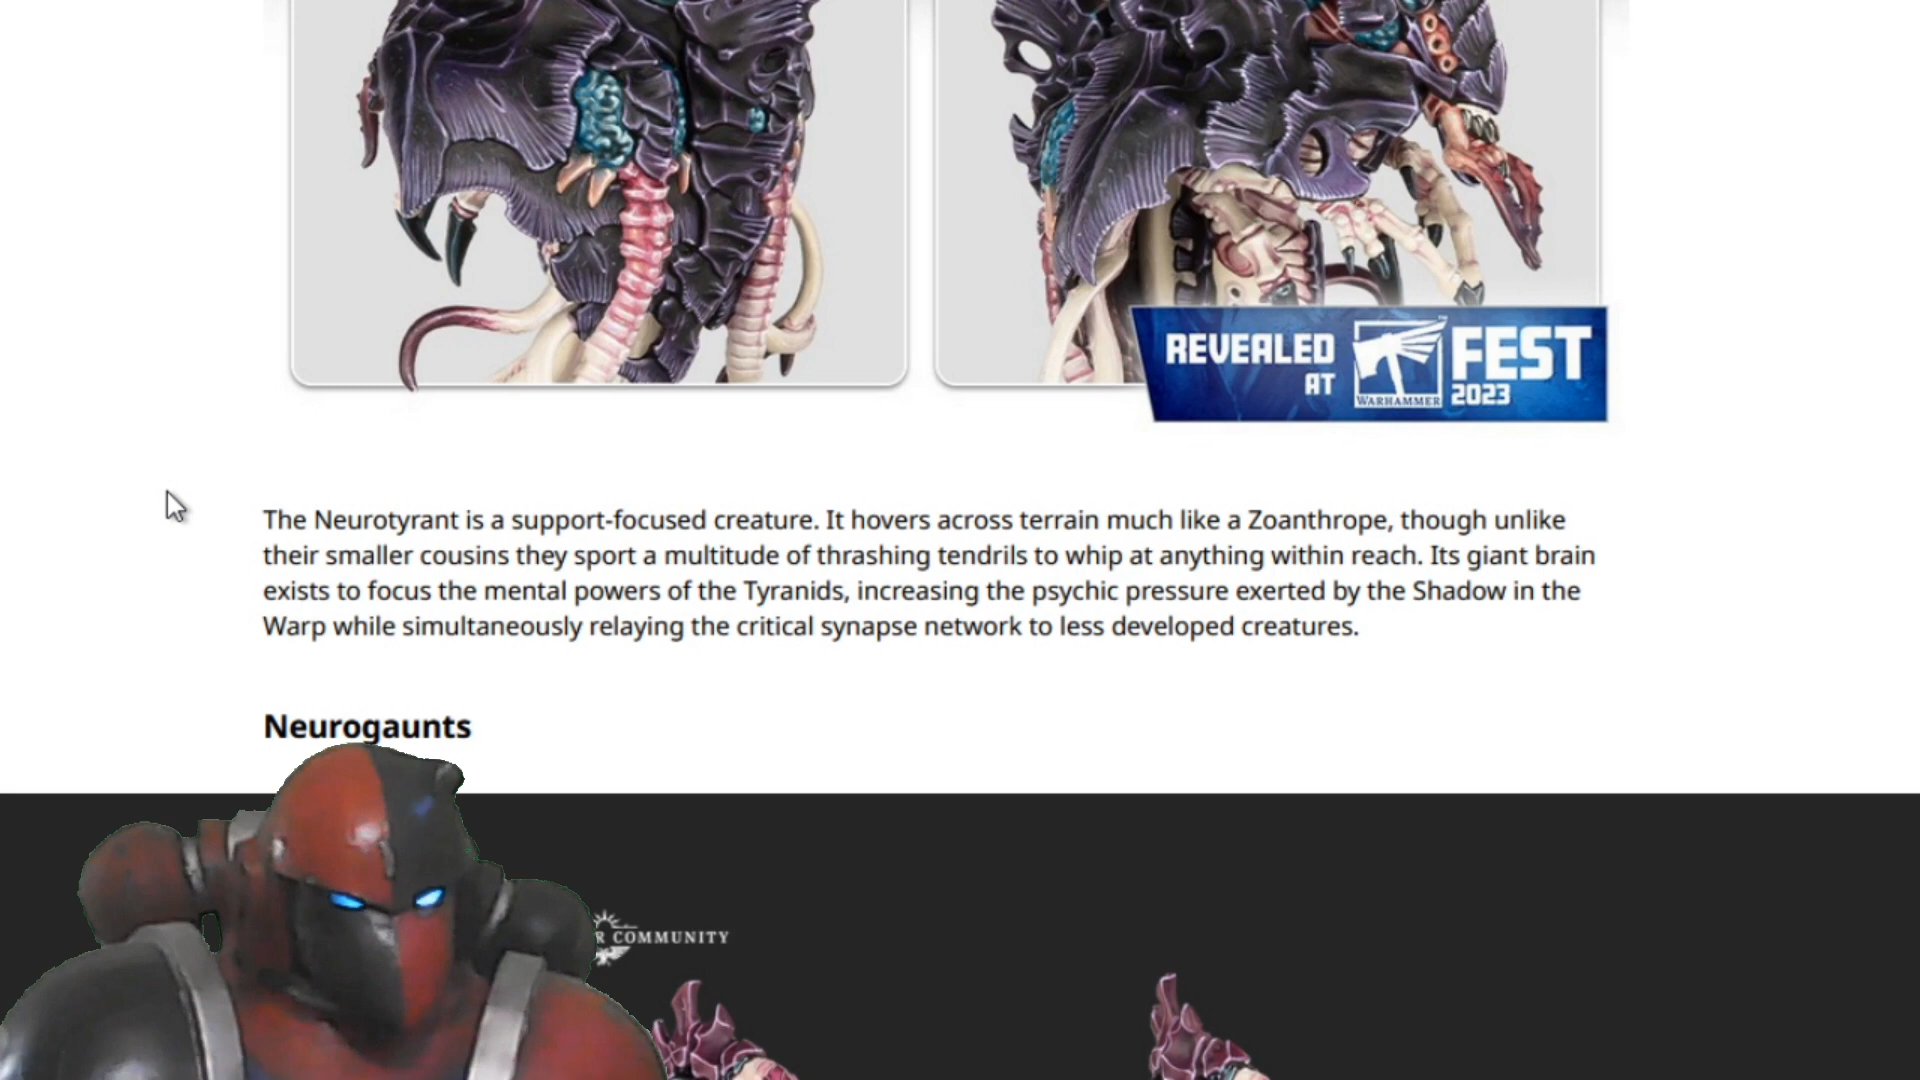 REVEALED
AT
WARHAMMER
FEST
2023
The Neurotyrant is a support-focused creature. It hovers across terrain much like a Zoanthrope, though unlike
their smaller cousins they sport a multitude of thrashing tendrils to whip at anything within reach. Its giant brain
exists to focus the mental powers of the Tyranids, increasing the psychic pressure exerted by the Shadow in the
Warp while simultaneously relaying the critical synapse network to less developed creatures.
Neurogaunts
R COMMUNITY